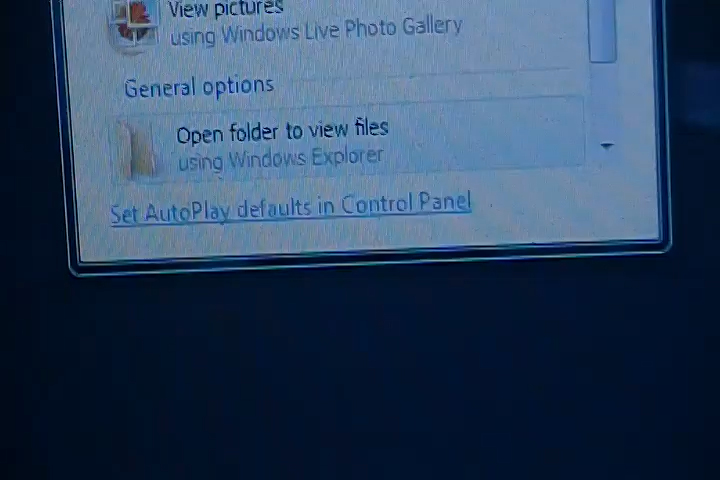 View pictures
using Windows Live Photo Gallery
General options
Open folder to view files
using Windows Explorer
Set AutoPlay defaults in Control Panel